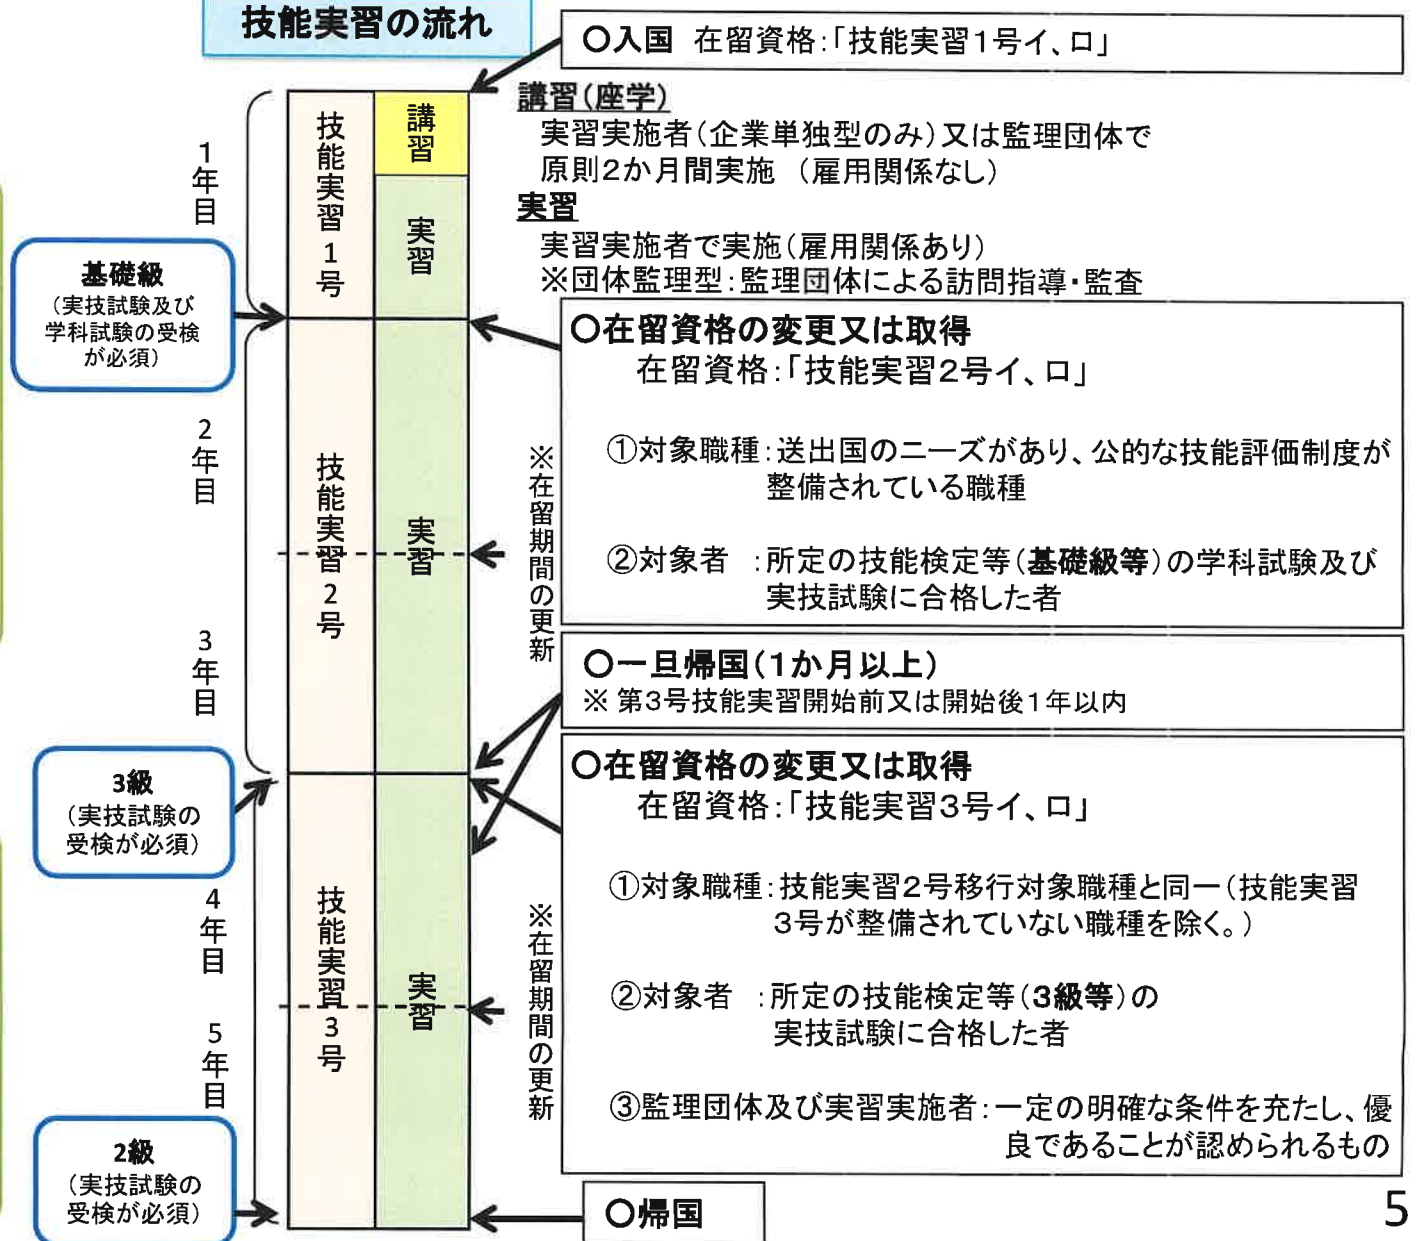 技能実習の流れ
○入国 在留資格:「技能実習1号イ、ロ」
1年目
技能実習1号
講習
実習
講習(座学)
実習実施者(企業単独型のみ)又は監理団体で
原則2か月間実施 (雇用関係なし)
実習
実習実施者で実施(雇用関係あり)
※団体監理型:監理団体による訪問指導・監査
基礎級
(実技試験及び
学科試験の受検
が必須)
○在留資格の変更又は取得
在留資格:「技能実習2号イ、ロ」
①対象職種:送出国のニーズがあり、公的な技能評価制度が
整備されている職種
②対象者 :所定の技能検定等(基礎級等)の学科試験及び
実技試験に合格した者
2年目
3年目
技能実習2号
実習
※在留期間の更新
○一旦帰国(1か月以上)
※ 第3号技能実習開始前又は開始後1年以内
3級
(実技試験の
受検が必須)
○在留資格の変更又は取得
在留資格:「技能実習3号イ、ロ」
①対象職種:技能実習2号移行対象職種と同一(技能実習
3号が整備されていない職種を除く。)
②対象者 :所定の技能検定等(3級等)の
実技試験に合格した者
③監理団体及び実習実施者:一定の明確な条件を充たし、優
良であることが認められるもの
4年目
5年目
技能実習3号
実習
※在留期間の更新
2級
(実技試験の
受検が必須)
○帰国
5